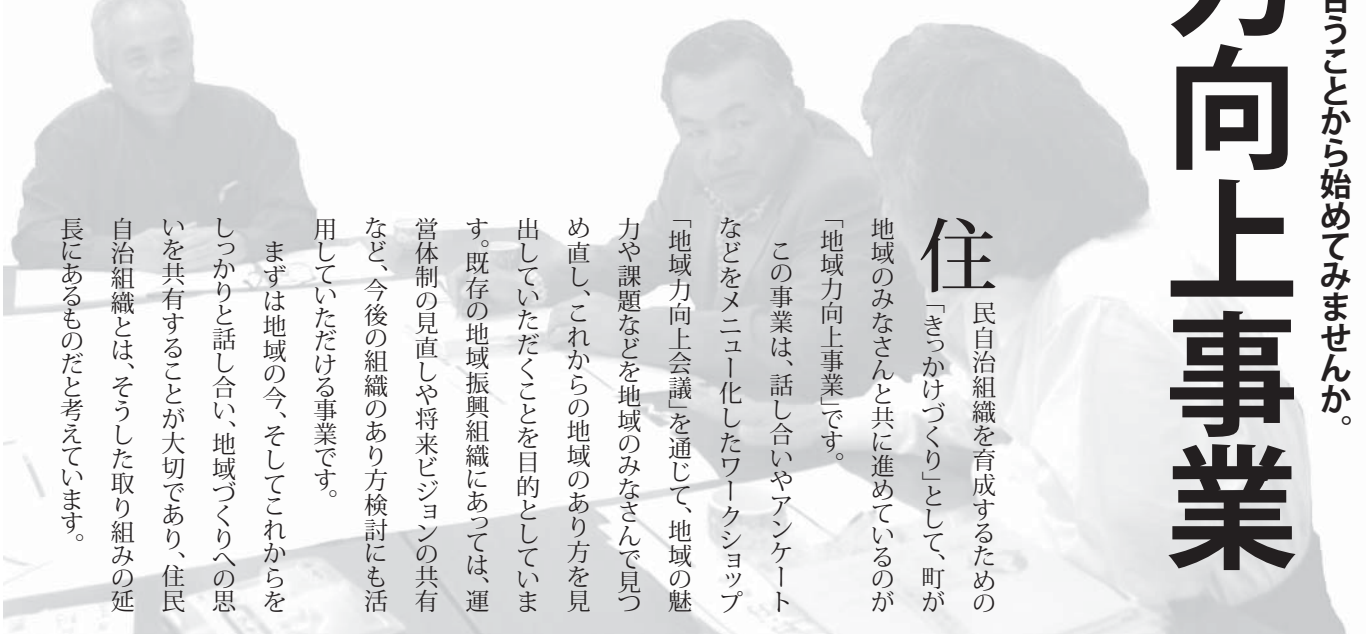 うことから始めてみませんか。
力向上事業
住民自治組織を育成するための
「きっかけづくり」として、町が
地域のみなさんと共に進めているのが
「地域力向上事業」です。
この事業は、話し合いやアンケート
などをメニュー化したワークショップ
「地域力向上会議」を通じて、地域の魅
力や課題などを地域のみなさんで見つ
め直し、これからの地域のあり方を見
出していただくことを目的としていま
す。既存の地域振興組織にあっては、運
営体制の見直しや将来ビジョンの共有
など、今後の組織のあり方検討にも活
用していただける事業です。
まずは地域の今、そしてこれからを
しっかりと話し合い、地域づくりへの思
いを共有することが大切であり、住民
自治組織とは、そうした取り組みの延
長にあるものだと考えています。